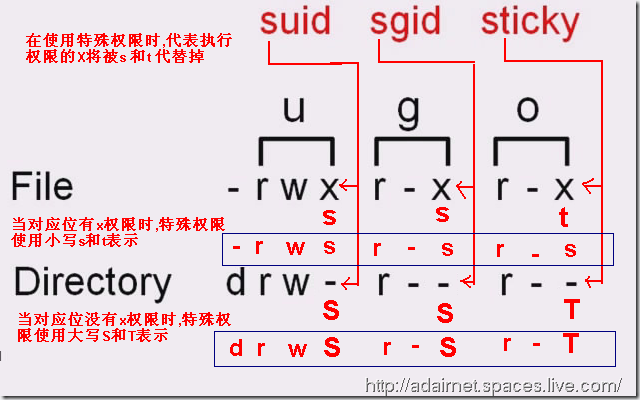 suid sgid sticky
在使用特殊权限时,代表执行
权限的X将被s和t代替掉
u g o
File - r w x r - x r - x
s s t
当对应位有x权限时,特殊权限
使用小写s和t表示
- r w s r - s r - s
Directory d r w - r - - r - -
S S T
当对应位没有x权限时,特殊权
限使用大写S和T表示
d r w S r - S r - T
http://adairnet.spaces.live.com/